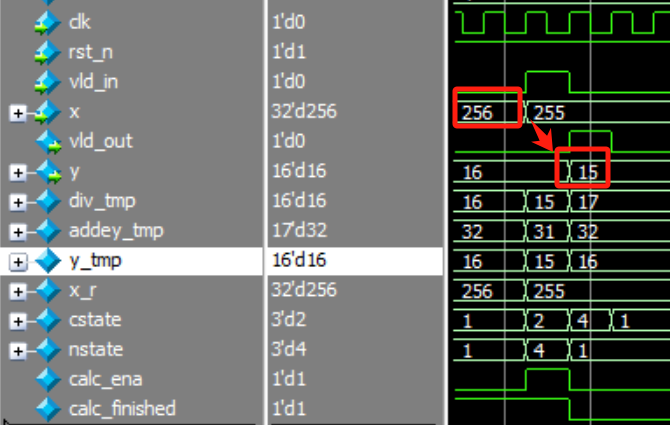 clk 1'd0
rst_n 1'd1
vld_in 1'd0
x 32'd256 256 255
vld_out 1'd0
y 16'd16 16 15
div_tmp 16'd16 16 15 17
addey_tmp 17'd32 32 31 32
y_tmp 16'd16 16 15 16
x_r 32'd256 256 255
cstate 3'd2 1 2 4 1
nstate 3'd4 1 4 1
calc_ena 1'd1
calc_finished 1'd1